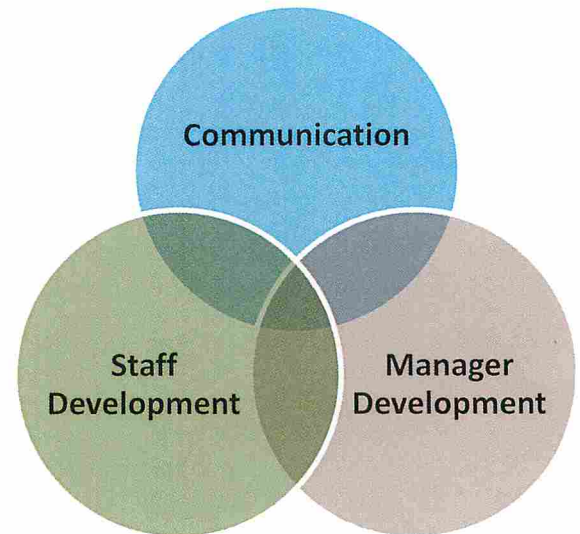 Communication
Staff
Development
Manager
Development